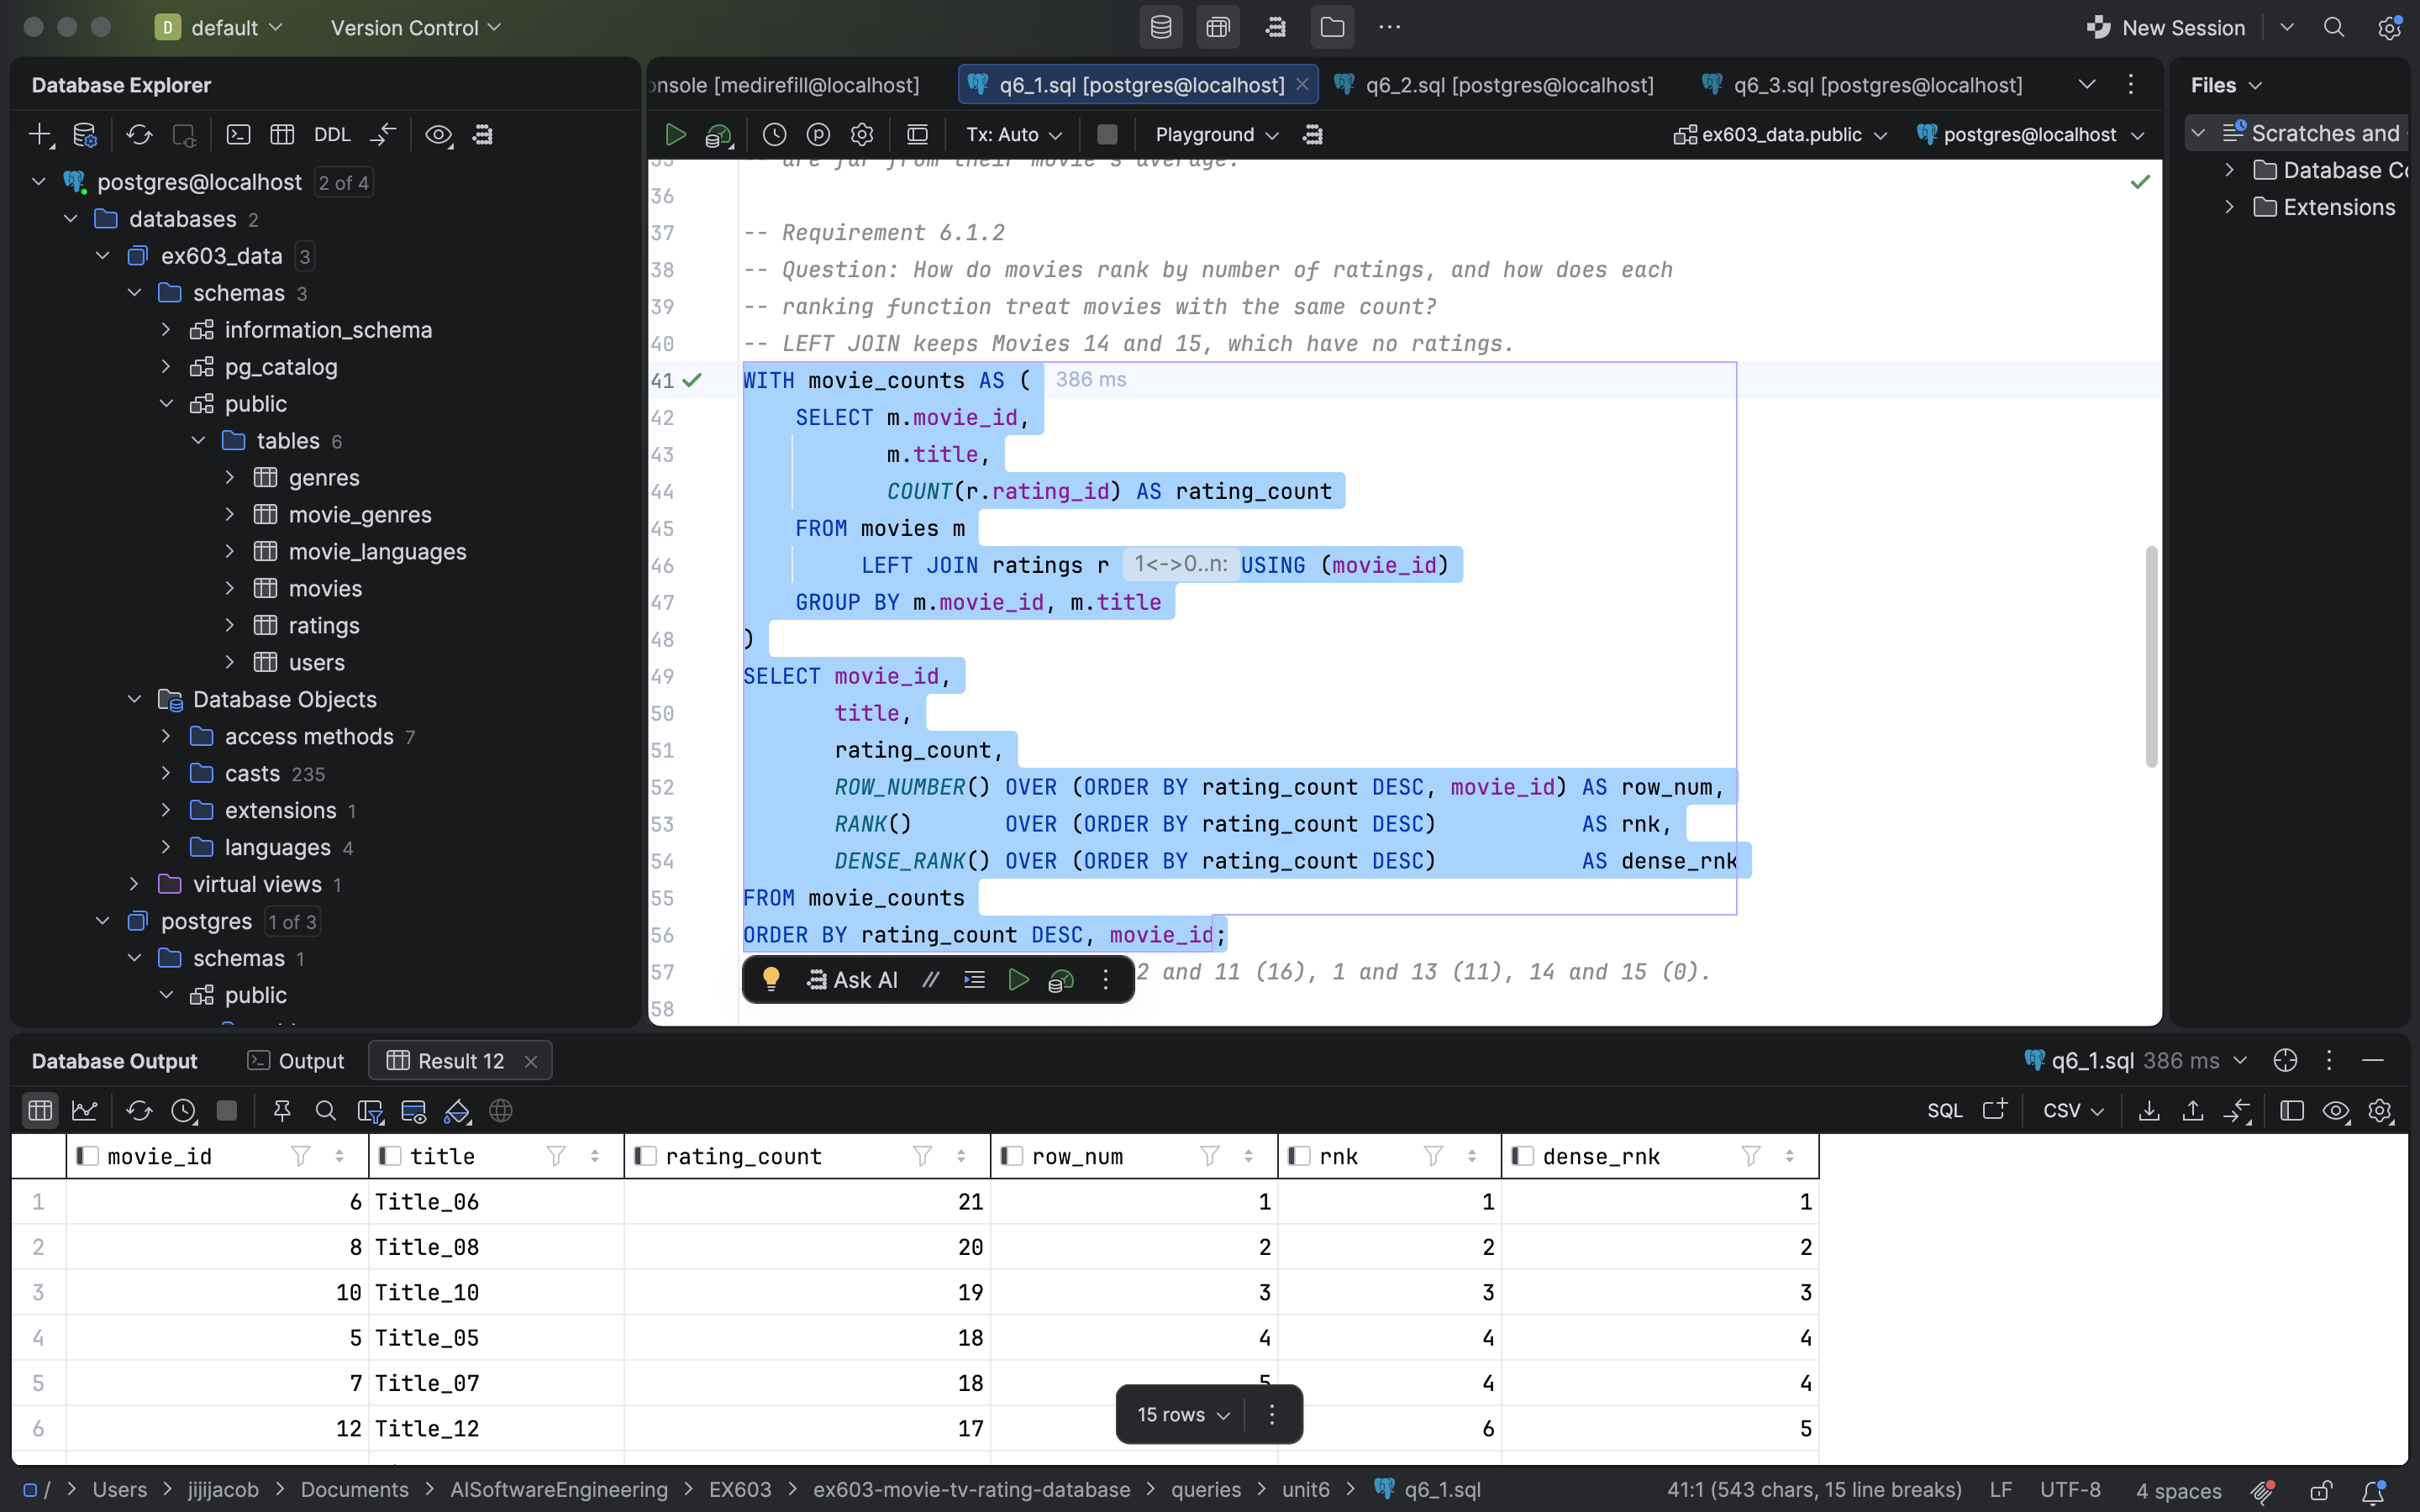 D default
Version Control
New Session
Database Explorer
DDL
postgres@localhost 2 of 4
databases 2
ex603_data 3
schemas 3
information_schema
pg_catalog
public
tables 6
genres
movie_genres
movie_languages
movies
ratings
users
Database Objects
access methods 7
casts 235
extensions 1
languages 4
virtual views 1
postgres 1 of 3
schemas 1
public
onsole [medirefill@localhost]
q6_1.sql [postgres@localhost]
q6_2.sql [postgres@localhost]
q6_3.sql [postgres@localhost]
Tx: Auto
Playground
ex603_data.public
postgres@localhost
35 -- are far from their movie's average.
36
37 -- Requirement 6.1.2
38 -- Question: How do movies rank by number of ratings, and how does each
39 -- ranking function treat movies with the same count?
40 -- LEFT JOIN keeps Movies 14 and 15, which have no ratings.
41 WITH movie_counts AS ( 386 ms
42 SELECT m.movie_id,
43 m.title,
44 COUNT(r.rating_id) AS rating_count
45 FROM movies m
46 LEFT JOIN ratings r 1<->0..n: USING (movie_id)
47 GROUP BY m.movie_id, m.title
48 )
49 SELECT movie_id,
50 title,
51 rating_count,
52 ROW_NUMBER() OVER (ORDER BY rating_count DESC, movie_id) AS row_num,
53 RANK() OVER (ORDER BY rating_count DESC) AS rnk,
54 DENSE_RANK() OVER (ORDER BY rating_count DESC) AS dense_rnk
55 FROM movie_counts
56 ORDER BY rating_count DESC, movie_id;
57 2 and 11 (16), 1 and 13 (11), 14 and 15 (0).
Ask AI //
58
Files
Scratches and
Database Co
Extensions
Database Output
Output
Result 12
q6_1.sql 386 ms
SQL
CSV
movie_id title rating_count row_num rnk dense_rnk
1 6 Title_06 21 1 1 1
2 8 Title_08 20 2 2 2
3 10 Title_10 19 3 3 3
4 5 Title_05 18 4 4 4
5 7 Title_07 18 5 4 4
6 12 Title_12 17 6 5
15 rows
/ > Users > jijijacob > Documents > AISoftwareEngineering > EX603 > ex603-movie-tv-rating-database > queries > unit6 > q6_1.sql
41:1 (543 chars, 15 line breaks) LF UTF-8 4 spaces